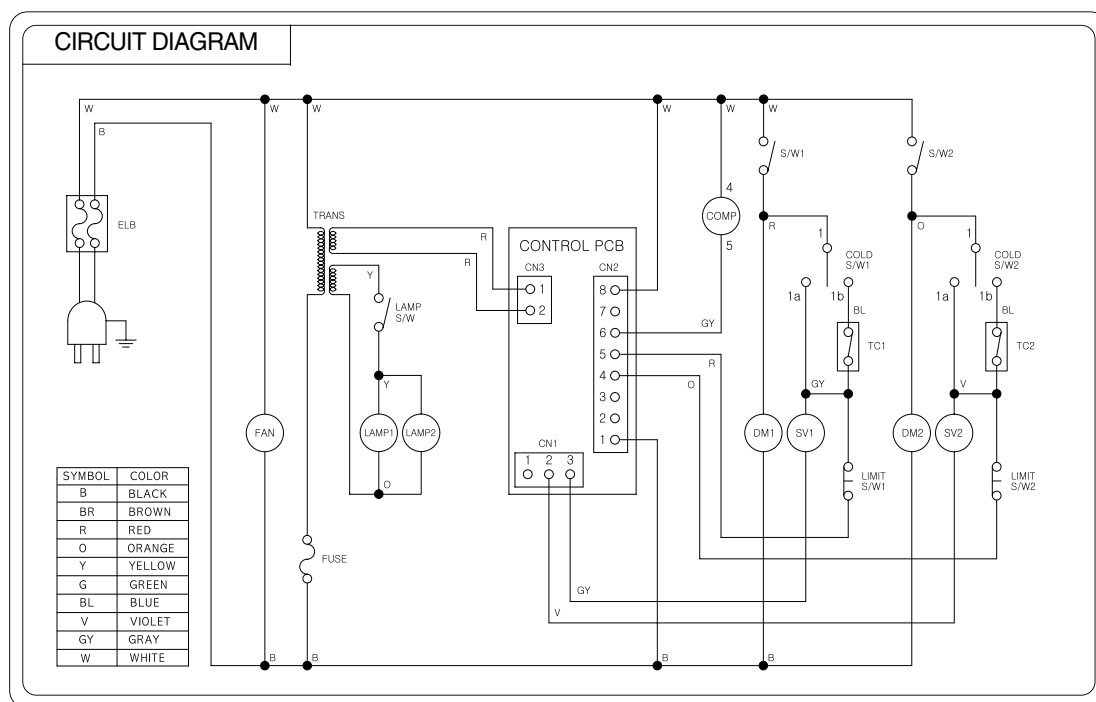 CIRCUIT DIAGRAM
W W W W W W
B
ELB
TRANS
R
R
Y
LAMP
S/W
Y
O
FAN
LAMP1
LAMP2
FUSE
CONTROL PCB
CN3
1
2
CN2
8
7
6
5
4
3
2
1
CN1
1 2 3
GY
R
O
GY
V
4
COMP
5
S/W1
R
1
COLD
S/W1
1a
1b
BL
TC1
GY
DM1
SV1
LIMIT
S/W1
S/W2
O
1
COLD
S/W2
1a
1b
BL
TC2
V
DM2
SV2
LIMIT
S/W2
B B B B
SYMBOL COLOR
B BLACK
BR BROWN
R RED
O ORANGE
Y YELLOW
G GREEN
BL BLUE
V VIOLET
GY GRAY
W WHITE